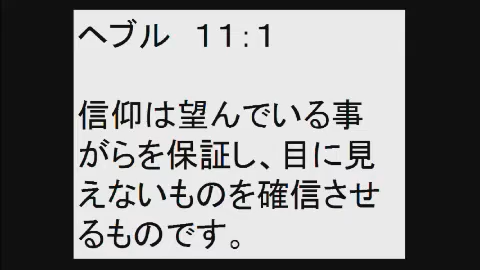 ヘブル　１１：１
信仰は望んでいる事
がらを保証し、目に見
えないものを確信させ
るものです。